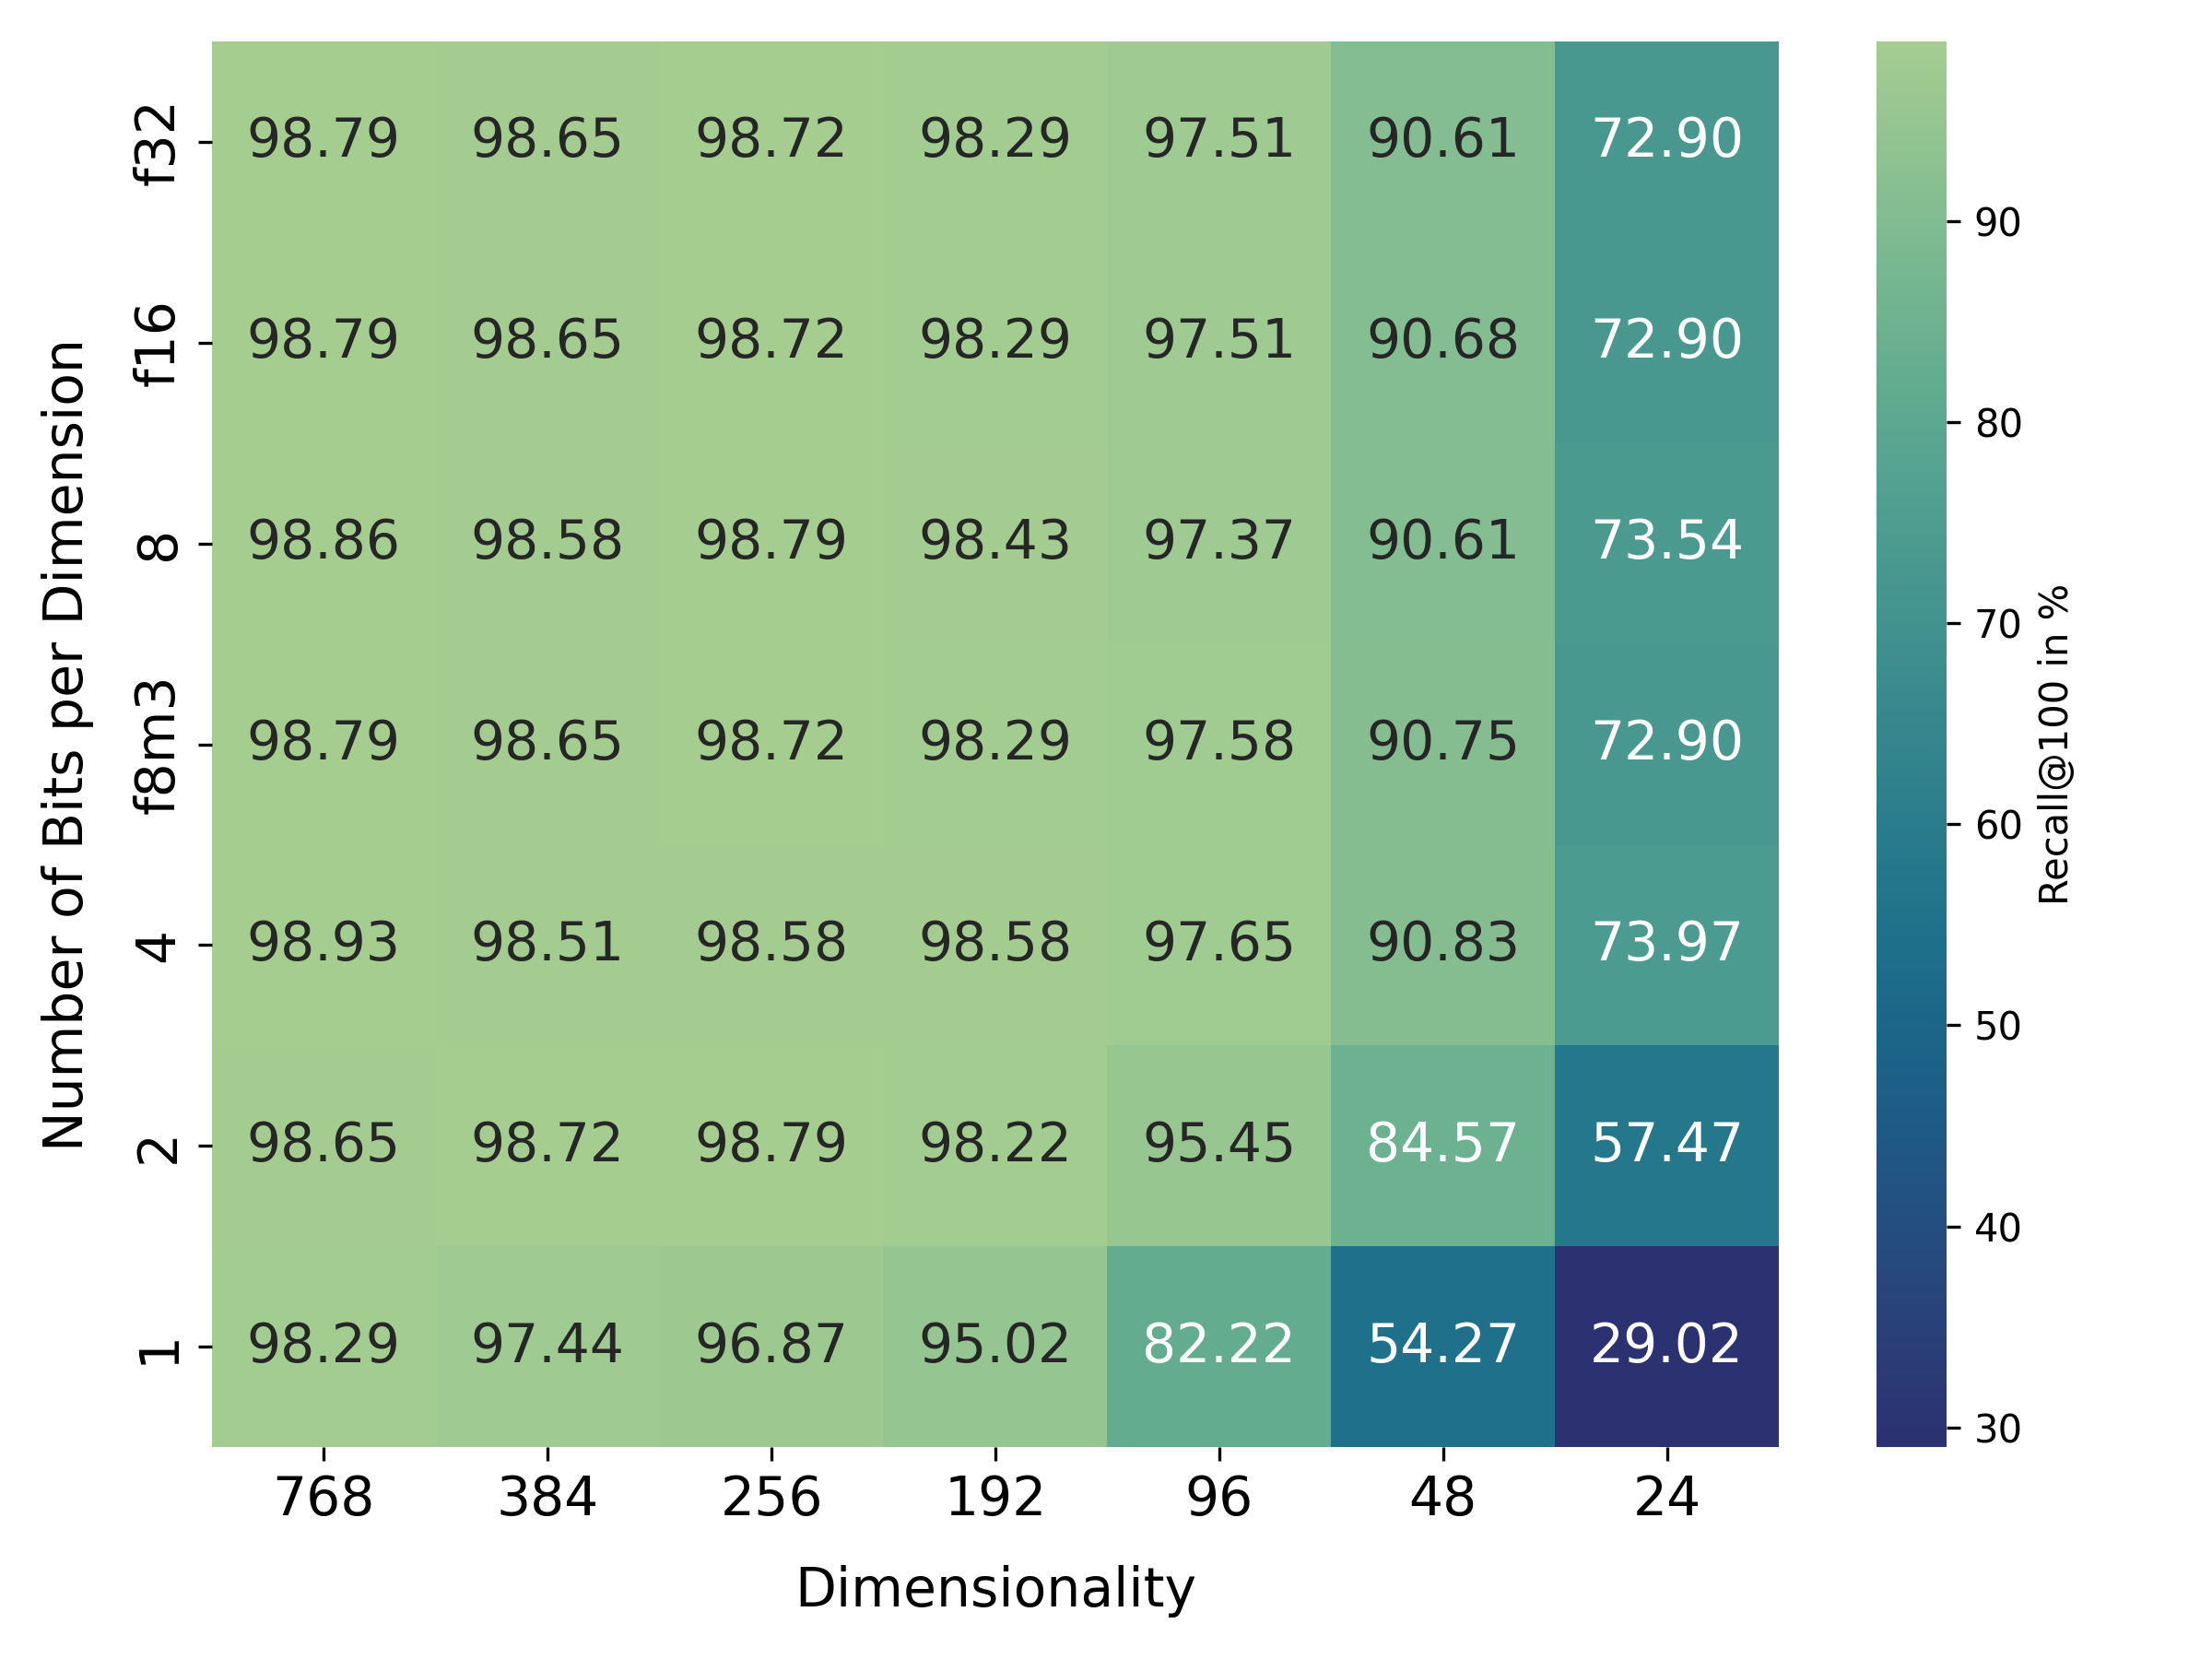 Number of Bits per Dimension
f32 98.79 98.65 98.72 98.29 97.51 90.61 72.90
f16 98.79 98.65 98.72 98.29 97.51 90.68 72.90
8 98.86 98.58 98.79 98.43 97.37 90.61 73.54
f8m3 98.79 98.65 98.72 98.29 97.58 90.75 72.90
4 98.93 98.51 98.58 98.58 97.65 90.83 73.97
2 98.65 98.72 98.79 98.22 95.45 84.57 57.47
1 98.29 97.44 96.87 95.02 82.22 54.27 29.02
768 384 256 192 96 48 24
Dimensionality
90
80
70
60
50
40
30
Recall@100 in %